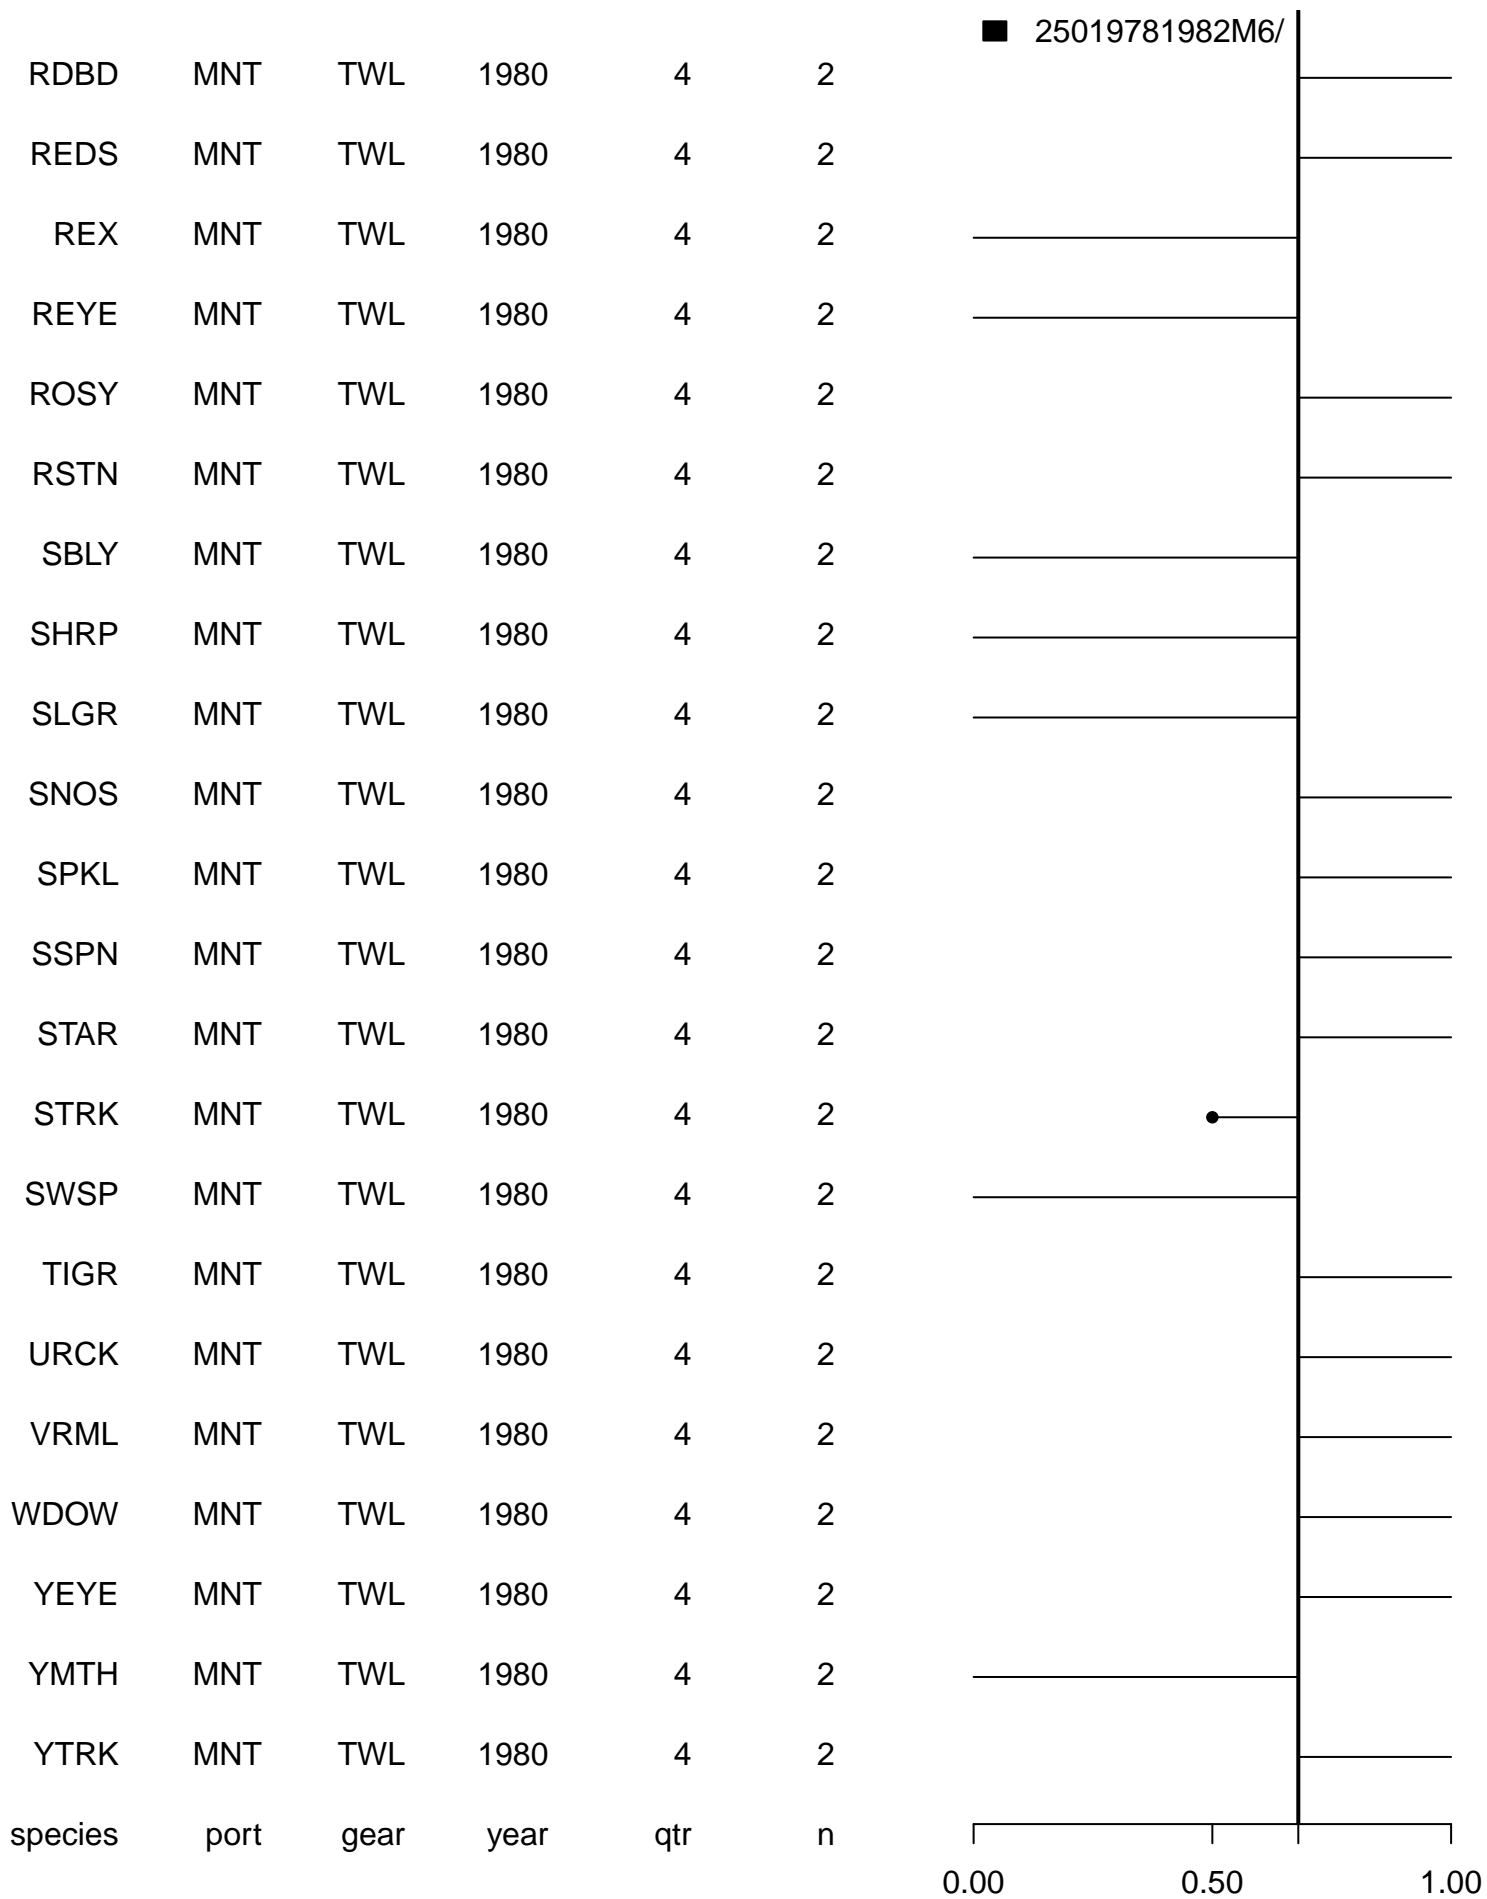 25019781982M6/
RDBD MNT TWL 1980 4 2
REDS MNT TWL 1980 4 2
REX MNT TWL 1980 4 2
REYE MNT TWL 1980 4 2
ROSY MNT TWL 1980 4 2
RSTN MNT TWL 1980 4 2
SBLY MNT TWL 1980 4 2
SHRP MNT TWL 1980 4 2
SLGR MNT TWL 1980 4 2
SNOS MNT TWL 1980 4 2
SPKL MNT TWL 1980 4 2
SSPN MNT TWL 1980 4 2
STAR MNT TWL 1980 4 2
STRK MNT TWL 1980 4 2
SWSP MNT TWL 1980 4 2
TIGR MNT TWL 1980 4 2
URCK MNT TWL 1980 4 2
VRML MNT TWL 1980 4 2
WDOW MNT TWL 1980 4 2
YEYE MNT TWL 1980 4 2
YMTH MNT TWL 1980 4 2
YTRK MNT TWL 1980 4 2
species port gear year qtr n
0.00 0.50 1.00